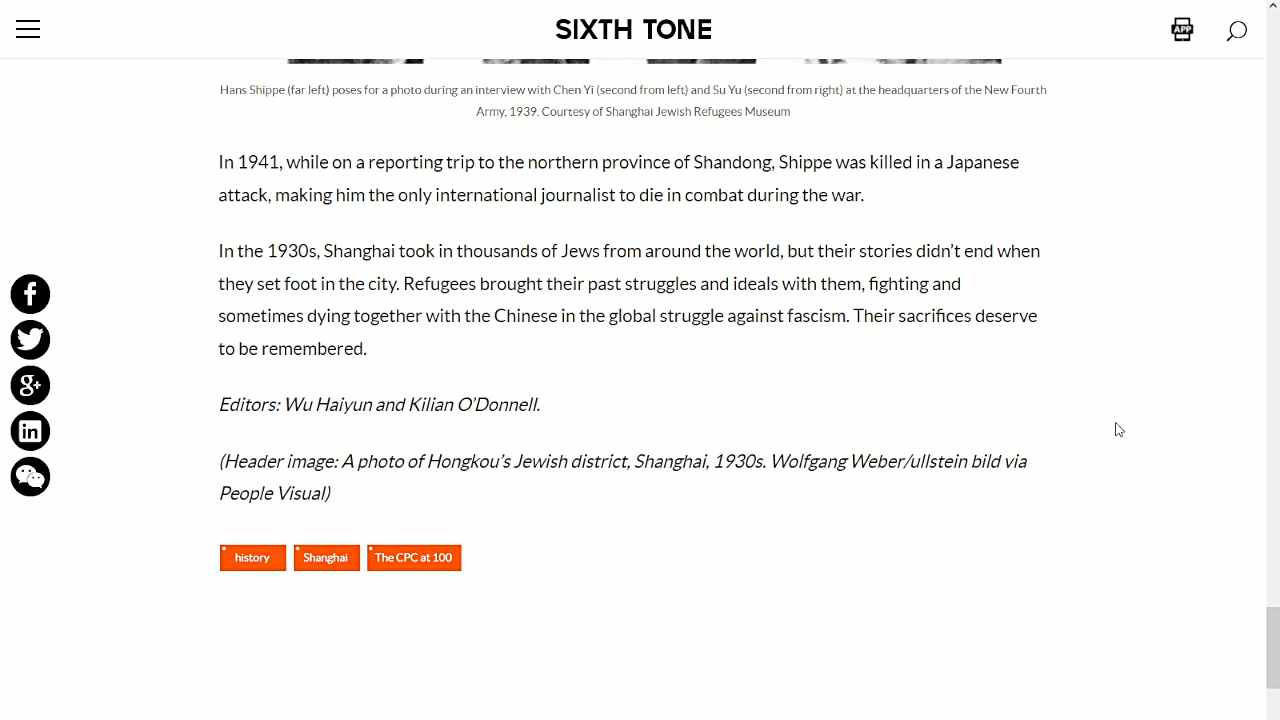 SIXTH TONE
APP
Hans Shippe (far left) poses for a photo during an interview with Chen Yi (second from left) and Su Yu (second from right) at the headquarters of the New Fourth
Army, 1939. Courtesy of Shanghai Jewish Refugees Museum
In 1941, while on a reporting trip to the northern province of Shandong, Shippe was killed in a Japanese
attack, making him the only international journalist to die in combat during the war.
In the 1930s, Shanghai took in thousands of Jews from around the world, but their stories didn’t end when
they set foot in the city. Refugees brought their past struggles and ideals with them, fighting and
sometimes dying together with the Chinese in the global struggle against fascism. Their sacrifices deserve
to be remembered.
Editors: Wu Haiyun and Kilian O’Donnell.
(Header image: A photo of Hongkou’s Jewish district, Shanghai, 1930s. Wolfgang Weber/ullstein bild via
People Visual)
history Shanghai The CPC at 100